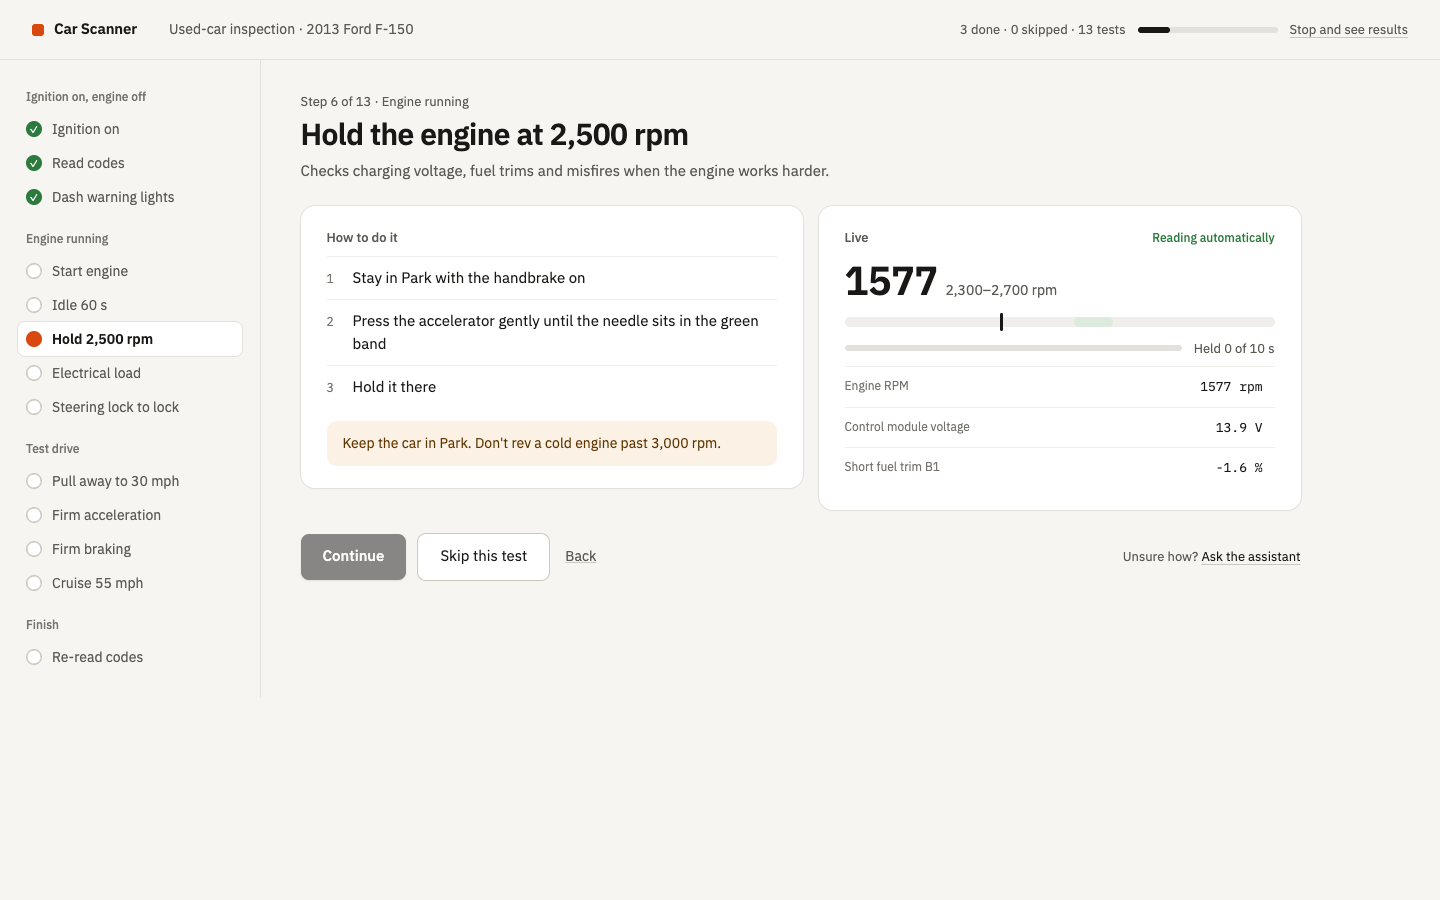 Car Scanner
Used-car inspection · 2013 Ford F-150
3 done · 0 skipped · 13 tests
Stop and see results
Ignition on, engine off
Ignition on
Read codes
Dash warning lights
Engine running
Start engine
Idle 60 s
Hold 2,500 rpm
Electrical load
Steering lock to lock
Test drive
Pull away to 30 mph
Firm acceleration
Firm braking
Cruise 55 mph
Finish
Re-read codes
Step 6 of 13 · Engine running
Hold the engine at 2,500 rpm
Checks charging voltage, fuel trims and misfires when the engine works harder.
How to do it
1 Stay in Park with the handbrake on
2 Press the accelerator gently until the needle sits in the green
band
3 Hold it there
Keep the car in Park. Don't rev a cold engine past 3,000 rpm.
Live
Reading automatically
1577 2,300–2,700 rpm
Held 0 of 10 s
Engine RPM 1577 rpm
Control module voltage 13.9 V
Short fuel trim B1 -1.6 %
Continue
Skip this test
Back
Unsure how? Ask the assistant